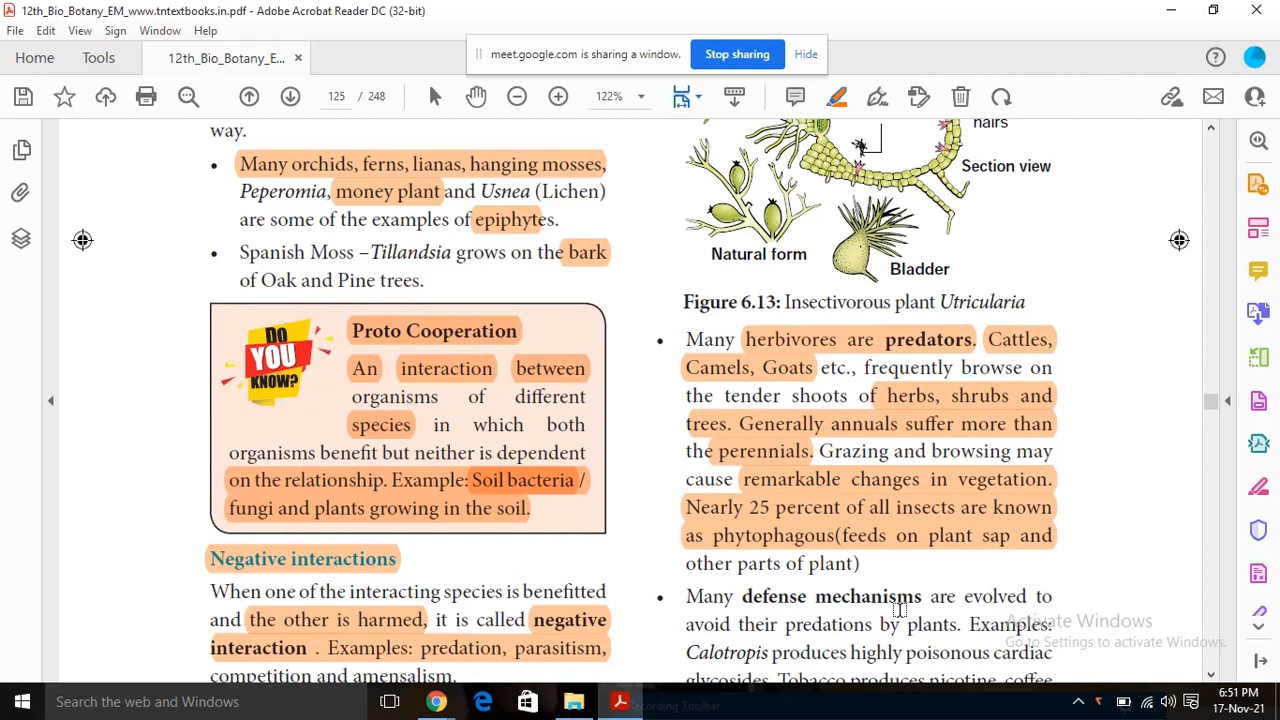 12th_Bio_Botany_EM_www.tntextbooks.in.pdf - Adobe Acrobat Reader DC (32-bit)
File Edit View Sign Window Help
Home Tools 12th_Bio_Botany_E... ×
meet.google.com is sharing a window. Stop sharing Hide
125 / 248 122%
way.
• Many orchids, ferns, lianas, hanging mosses,
Peperomia, money plant and Usnea (Lichen)
are some of the examples of epiphytes.
• Spanish Moss –Tillandsia grows on the bark
of Oak and Pine trees.
DO
YOU
KNOW?
Proto Cooperation
An interaction between
organisms of different
species in which both
organisms benefit but neither is dependent
on the relationship. Example: Soil bacteria /
fungi and plants growing in the soil.
Negative interactions
When one of the interacting species is benefitted
and the other is harmed, it is called negative
interaction . Examples: predation, parasitism,
competition and amensalism.
hairs
Section view
Natural form
Bladder
Figure 6.13: Insectivorous plant Utricularia
• Many herbivores are predators. Cattles,
Camels, Goats etc., frequently browse on
the tender shoots of herbs, shrubs and
trees. Generally annuals suffer more than
the perennials. Grazing and browsing may
cause remarkable changes in vegetation.
Nearly 25 percent of all insects are known
as phytophagous(feeds on plant sap and
other parts of plant)
• Many defense mechanisms are evolved to
avoid their predations by plants. Examples:
Calotropis produces highly poisonous cardiac
glycosides, Tobacco produces nicotine, coffee
Activate Windows
Go to Settings to activate Windows.
Search the web and Windows
Recording Toolbar
6:51 PM
17-Nov-21